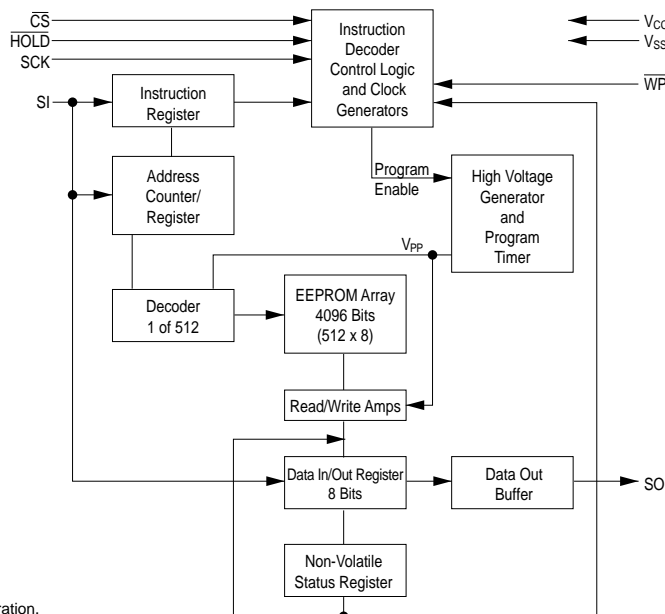 CS
HOLD
SCK
SI
Instruction
Decoder
Control Logic
and Clock
Generators
VCC
VSS
WP
Instruction
Register
Address
Counter/
Register
Program
Enable
High Voltage
Generator
and
Program
Timer
VPP
Decoder
1 of 512
EEPROM Array
4096 Bits
(512 x 8)
Read/Write Amps
Data In/Out Register
8 Bits
Data Out
Buffer
SO
Non-Volatile
Status Register